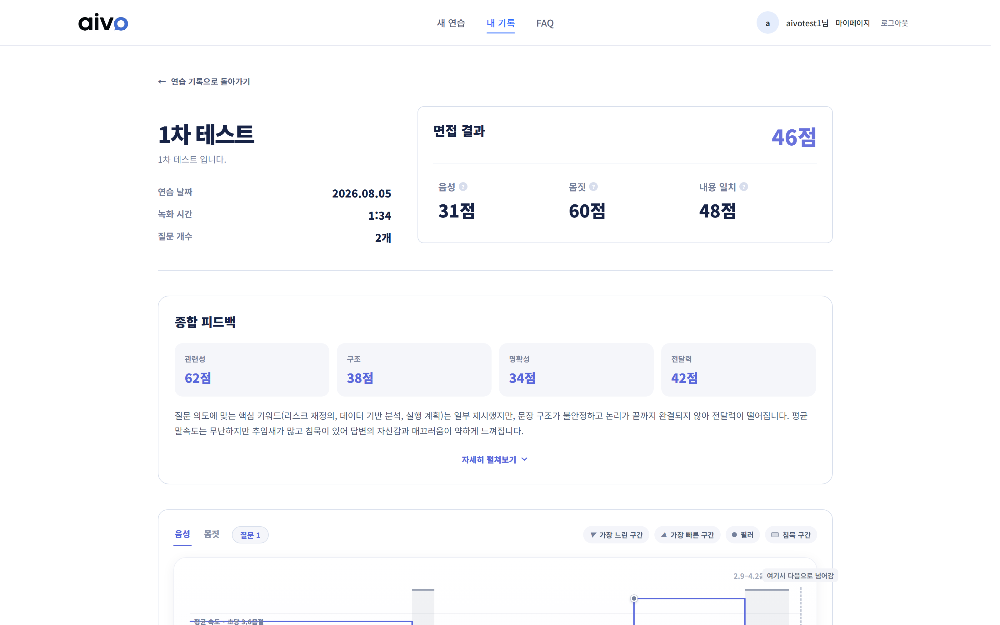 aivo
새 연습
내 기록
FAQ
a
aivotest1님
마이페이지
로그아웃
← 연습 기록으로 돌아가기
1차 테스트
1차 테스트 입니다.
연습 날짜
2026.08.05
녹화 시간
1:34
질문 개수
2개
면접 결과
46점
음성 ?
31점
몸짓 ?
60점
내용 일치 ?
48점
종합 피드백
관련성
62점
구조
38점
명확성
34점
전달력
42점
질문 의도에 맞는 핵심 키워드(리스크 재정의, 데이터 기반 분석, 실행 계획)는 일부 제시했지만, 문장 구조가 불안정하고 논리가 끝까지 완결되지 않아 전달력이 떨어집니다. 평균
말속도는 무난하지만 추임새가 많고 침묵이 있어 답변의 자신감과 매끄러움이 약하게 느껴집니다.
자세히 펼쳐보기
음성
몸짓
질문 1
▼ 가장 느린 구간
▲ 가장 빠른 구간
필러
침묵 구간
2.9–4.2
여기서 다음으로 넘어감
평균 속도 · 초당 3.6음절